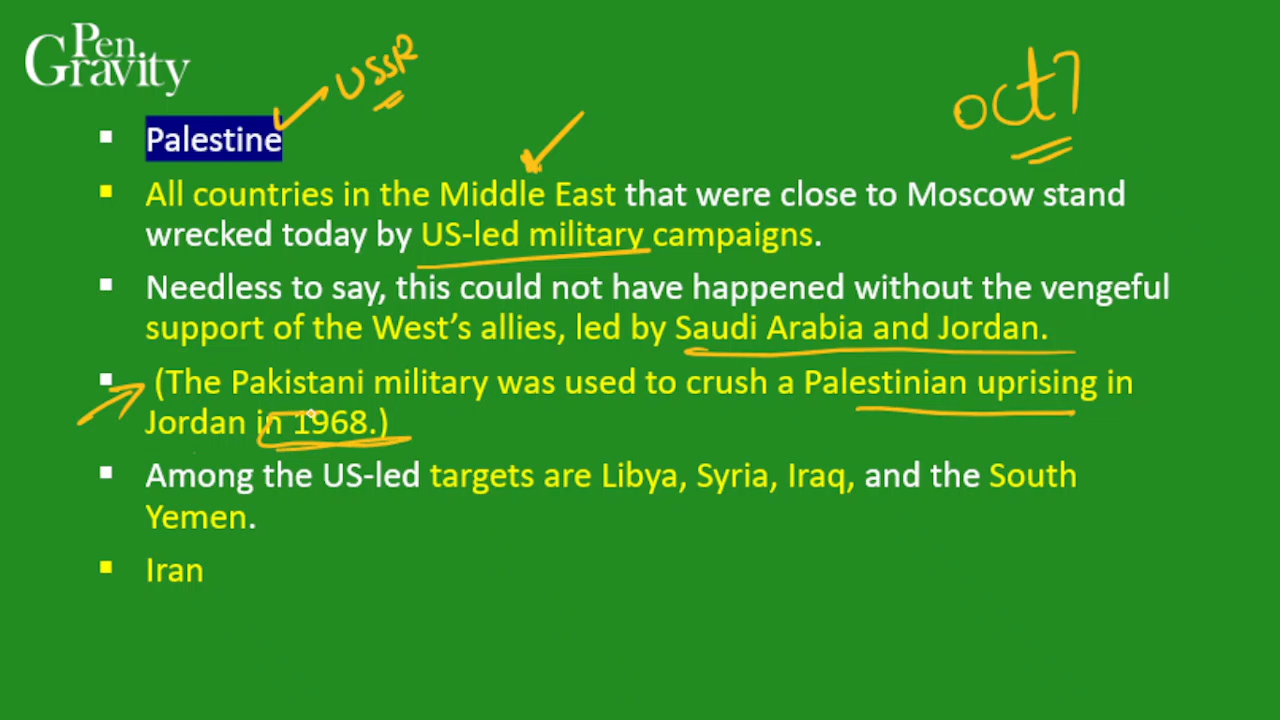 Pen
Gravity
USSR
oct 7
Palestine
All countries in the Middle East that were close to Moscow stand
wrecked today by US-led military campaigns.
Needless to say, this could not have happened without the vengeful
support of the West's allies, led by Saudi Arabia and Jordan.
(The Pakistani military was used to crush a Palestinian uprising in
Jordan in 1968.)
Among the US-led targets are Libya, Syria, Iraq, and the South
Yemen.
Iran